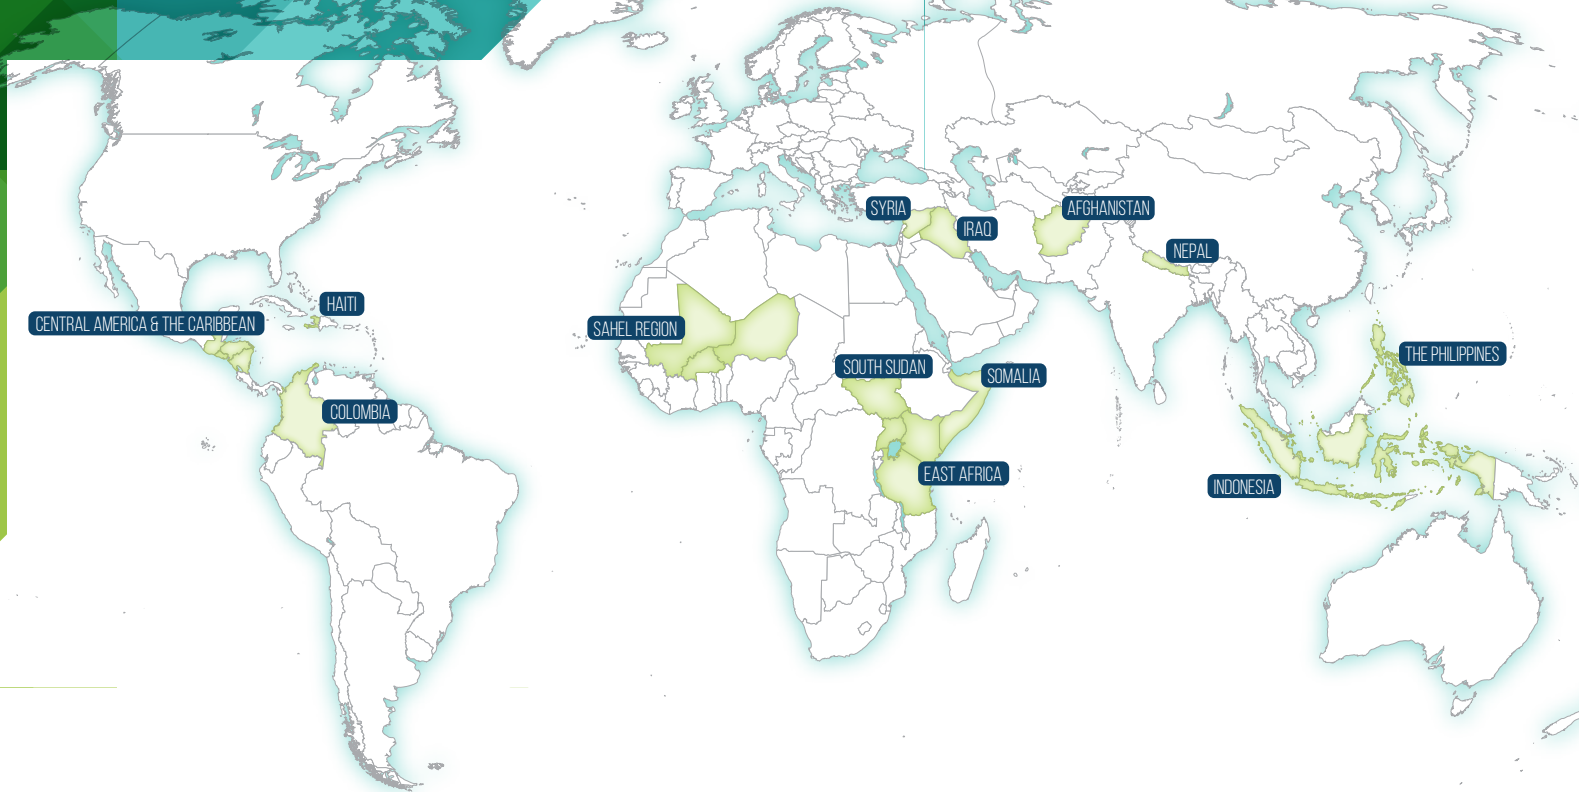 SYRIA
AFGHANISTAN
IRAQ
NEPAL
HAITI
CENTRAL AMERICA & THE CARIBBEAN
SAHEL REGION
THE PHILIPPINES
SOUTH SUDAN
SOMALIA
COLOMBIA
EAST AFRICA
INDONESIA